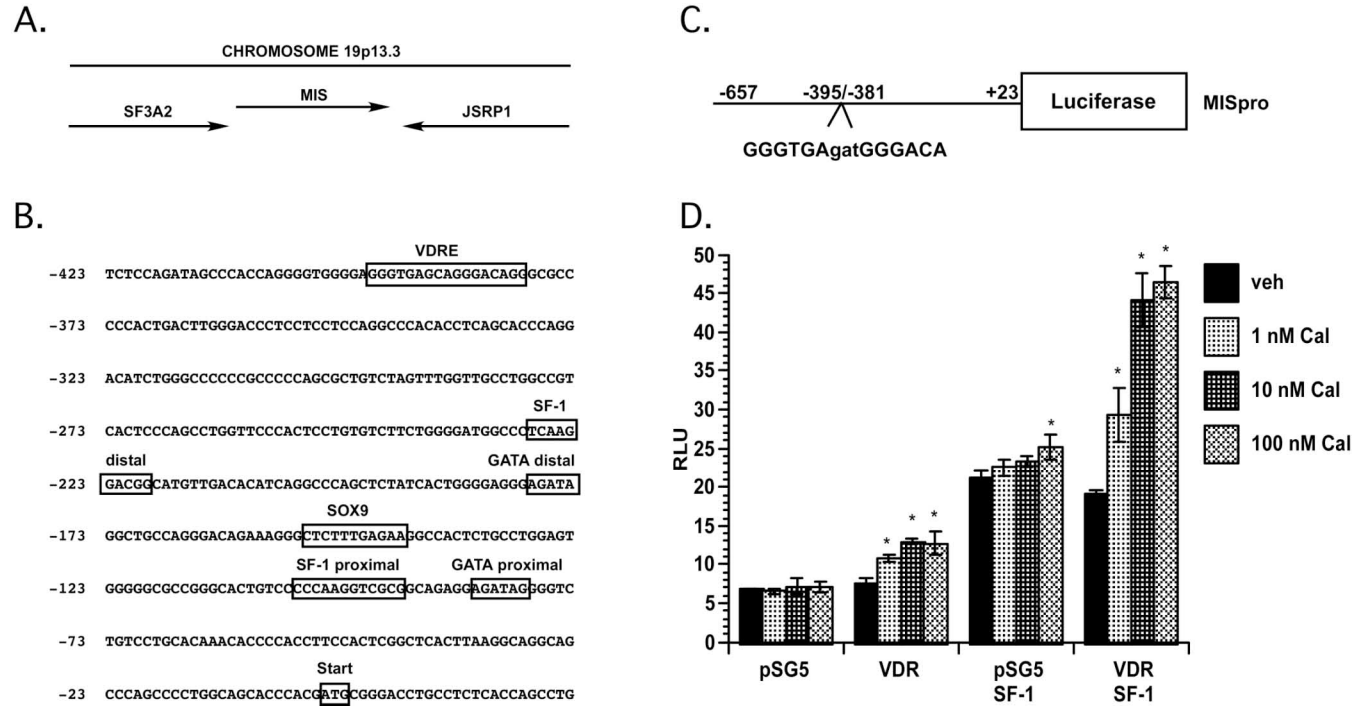 A.
CHROMOSOME 19p13.3
MIS
SF3A2 JSRP1
B.
VDRE
-423 TCTCCAGATAGCCCACCAGGGGTGGGGAGGGTGAGCAGGGACAGGGCGCC
-373 CCCACTGACTTGGGACCCTCCTCCTCCAGGCCCACACCTCAGCACCCAGG
-323 ACATCTGGGCCCCCCGCCCCCAGCGCTGTCTAGTTTGGTTGCCTGGCCGT
SF-1
-273 CACTCCCAGCCTGGTTCCCACTCCTGTGTCTTCTGGGGATGGCCCTCAAG
distal GATA distal
-223 GACGGCATGTTGACACATCAGGCCCAGCTCTATCACTGGGGAGGGAGATA
SOX9
-173 GGCTGCCAGGGACAGAAAGGGCTCTTTGAGAAGGCCACTCTGCCTGGAGT
SF-1 proximal GATA proximal
-123 GGGGGCGCCGGGCACTGTCCCCCAAGGTCGCGGCAGAGGAGATAGGGGTC
-73 TGTCCTGCACAAACACCCCACCTTCCACTCGGCTCACTTAAGGCAGGCAG
Start
-23 CCCAGCCCCTGGCAGCACCCACGATGCGGGACCTGCCTCTCACCAGCCTG
C.
-657 -395/-381 +23 Luciferase MISpro
GGGTGAgatGGGACA
D.
RLU
50
45
40
35
30
25
20
15
10
5
0
* * * * * * *
pSG5 VDR pSG5 SF-1 VDR SF-1
veh
1 nM Cal
10 nM Cal
100 nM Cal